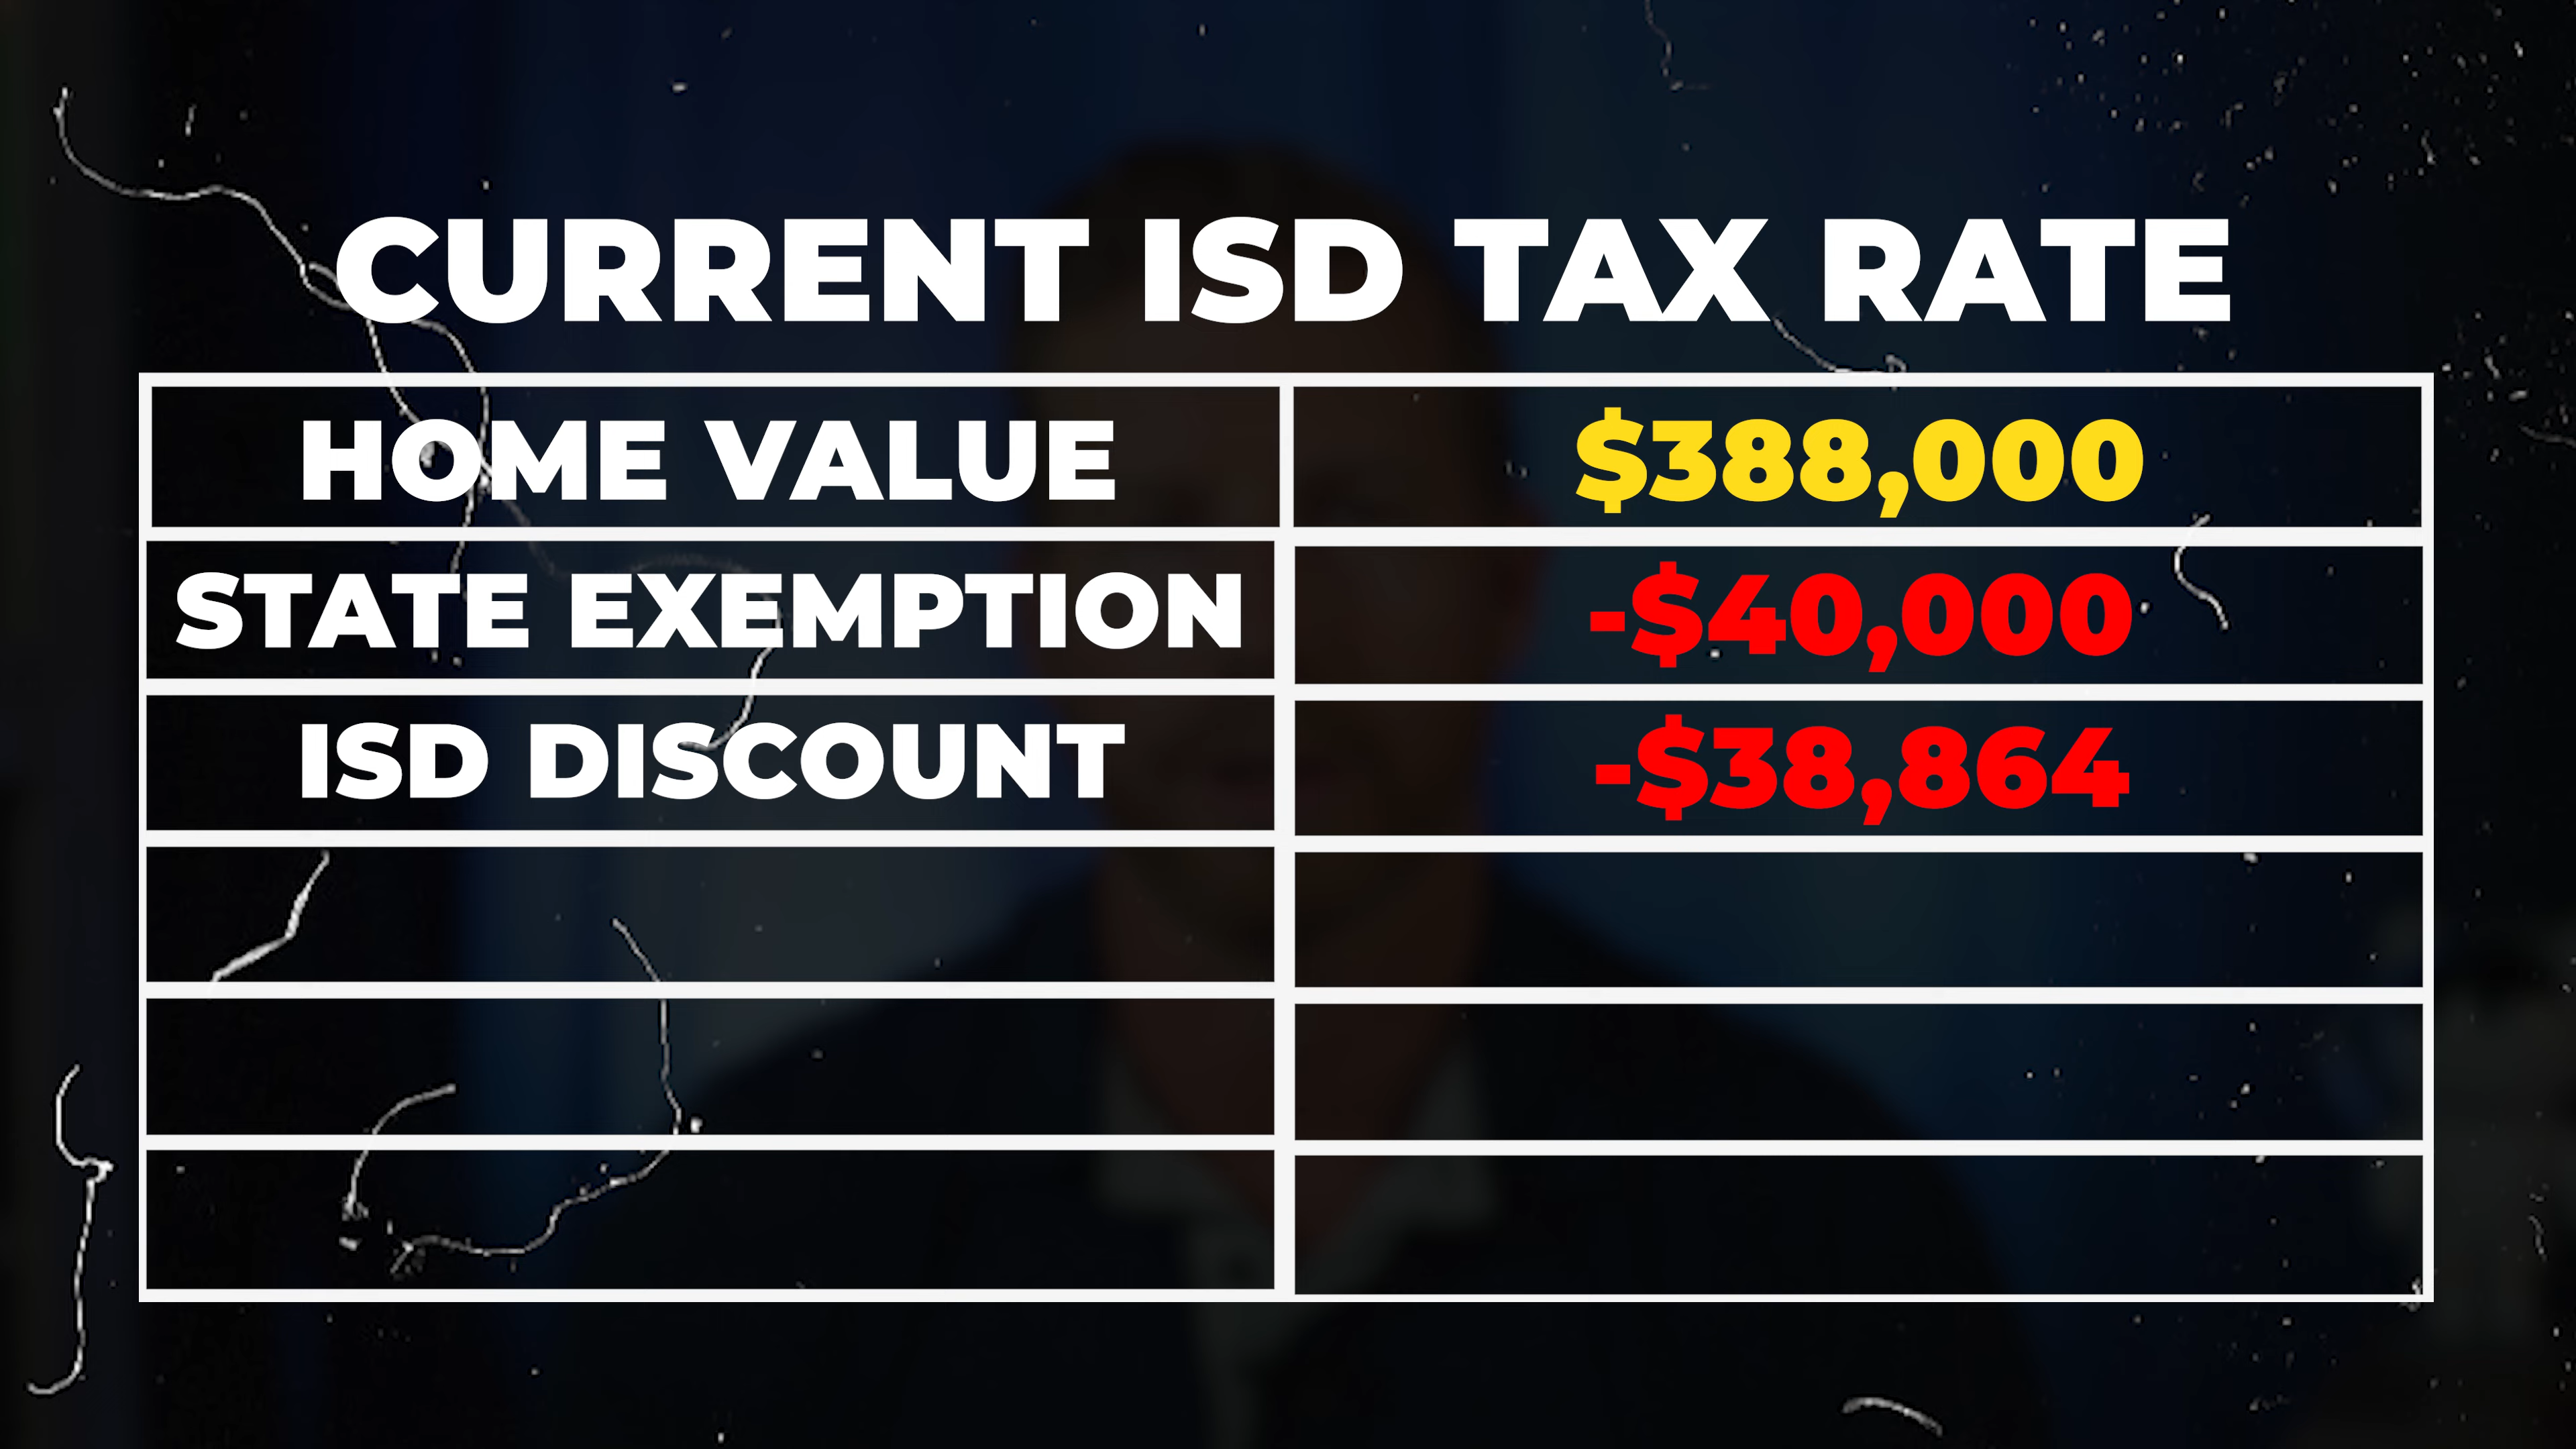 CURRENT ISD TAX RATE
HOME VALUE $388,000
STATE EXEMPTION -$40,000
ISD DISCOUNT -$38,864